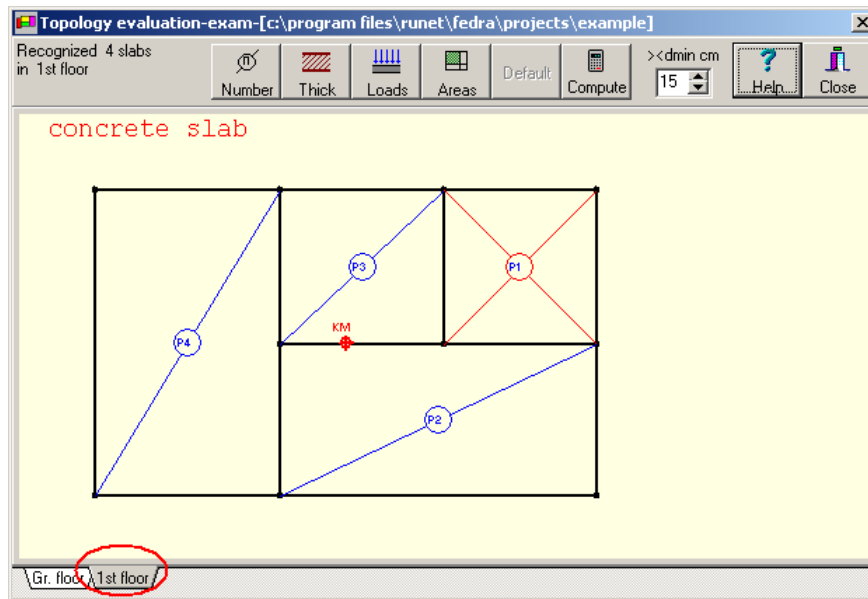 Topology evaluation-exam-[c:\program files\runet\fedra\projects\example]
Recognized 4 slabs
in 1st floor
Number
Thick
Loads
Areas
Default
Compute
><dmin cm
15
Help
Close
concrete slab
P3
P1
KM
P4
P2
Gr. floor
1st floor